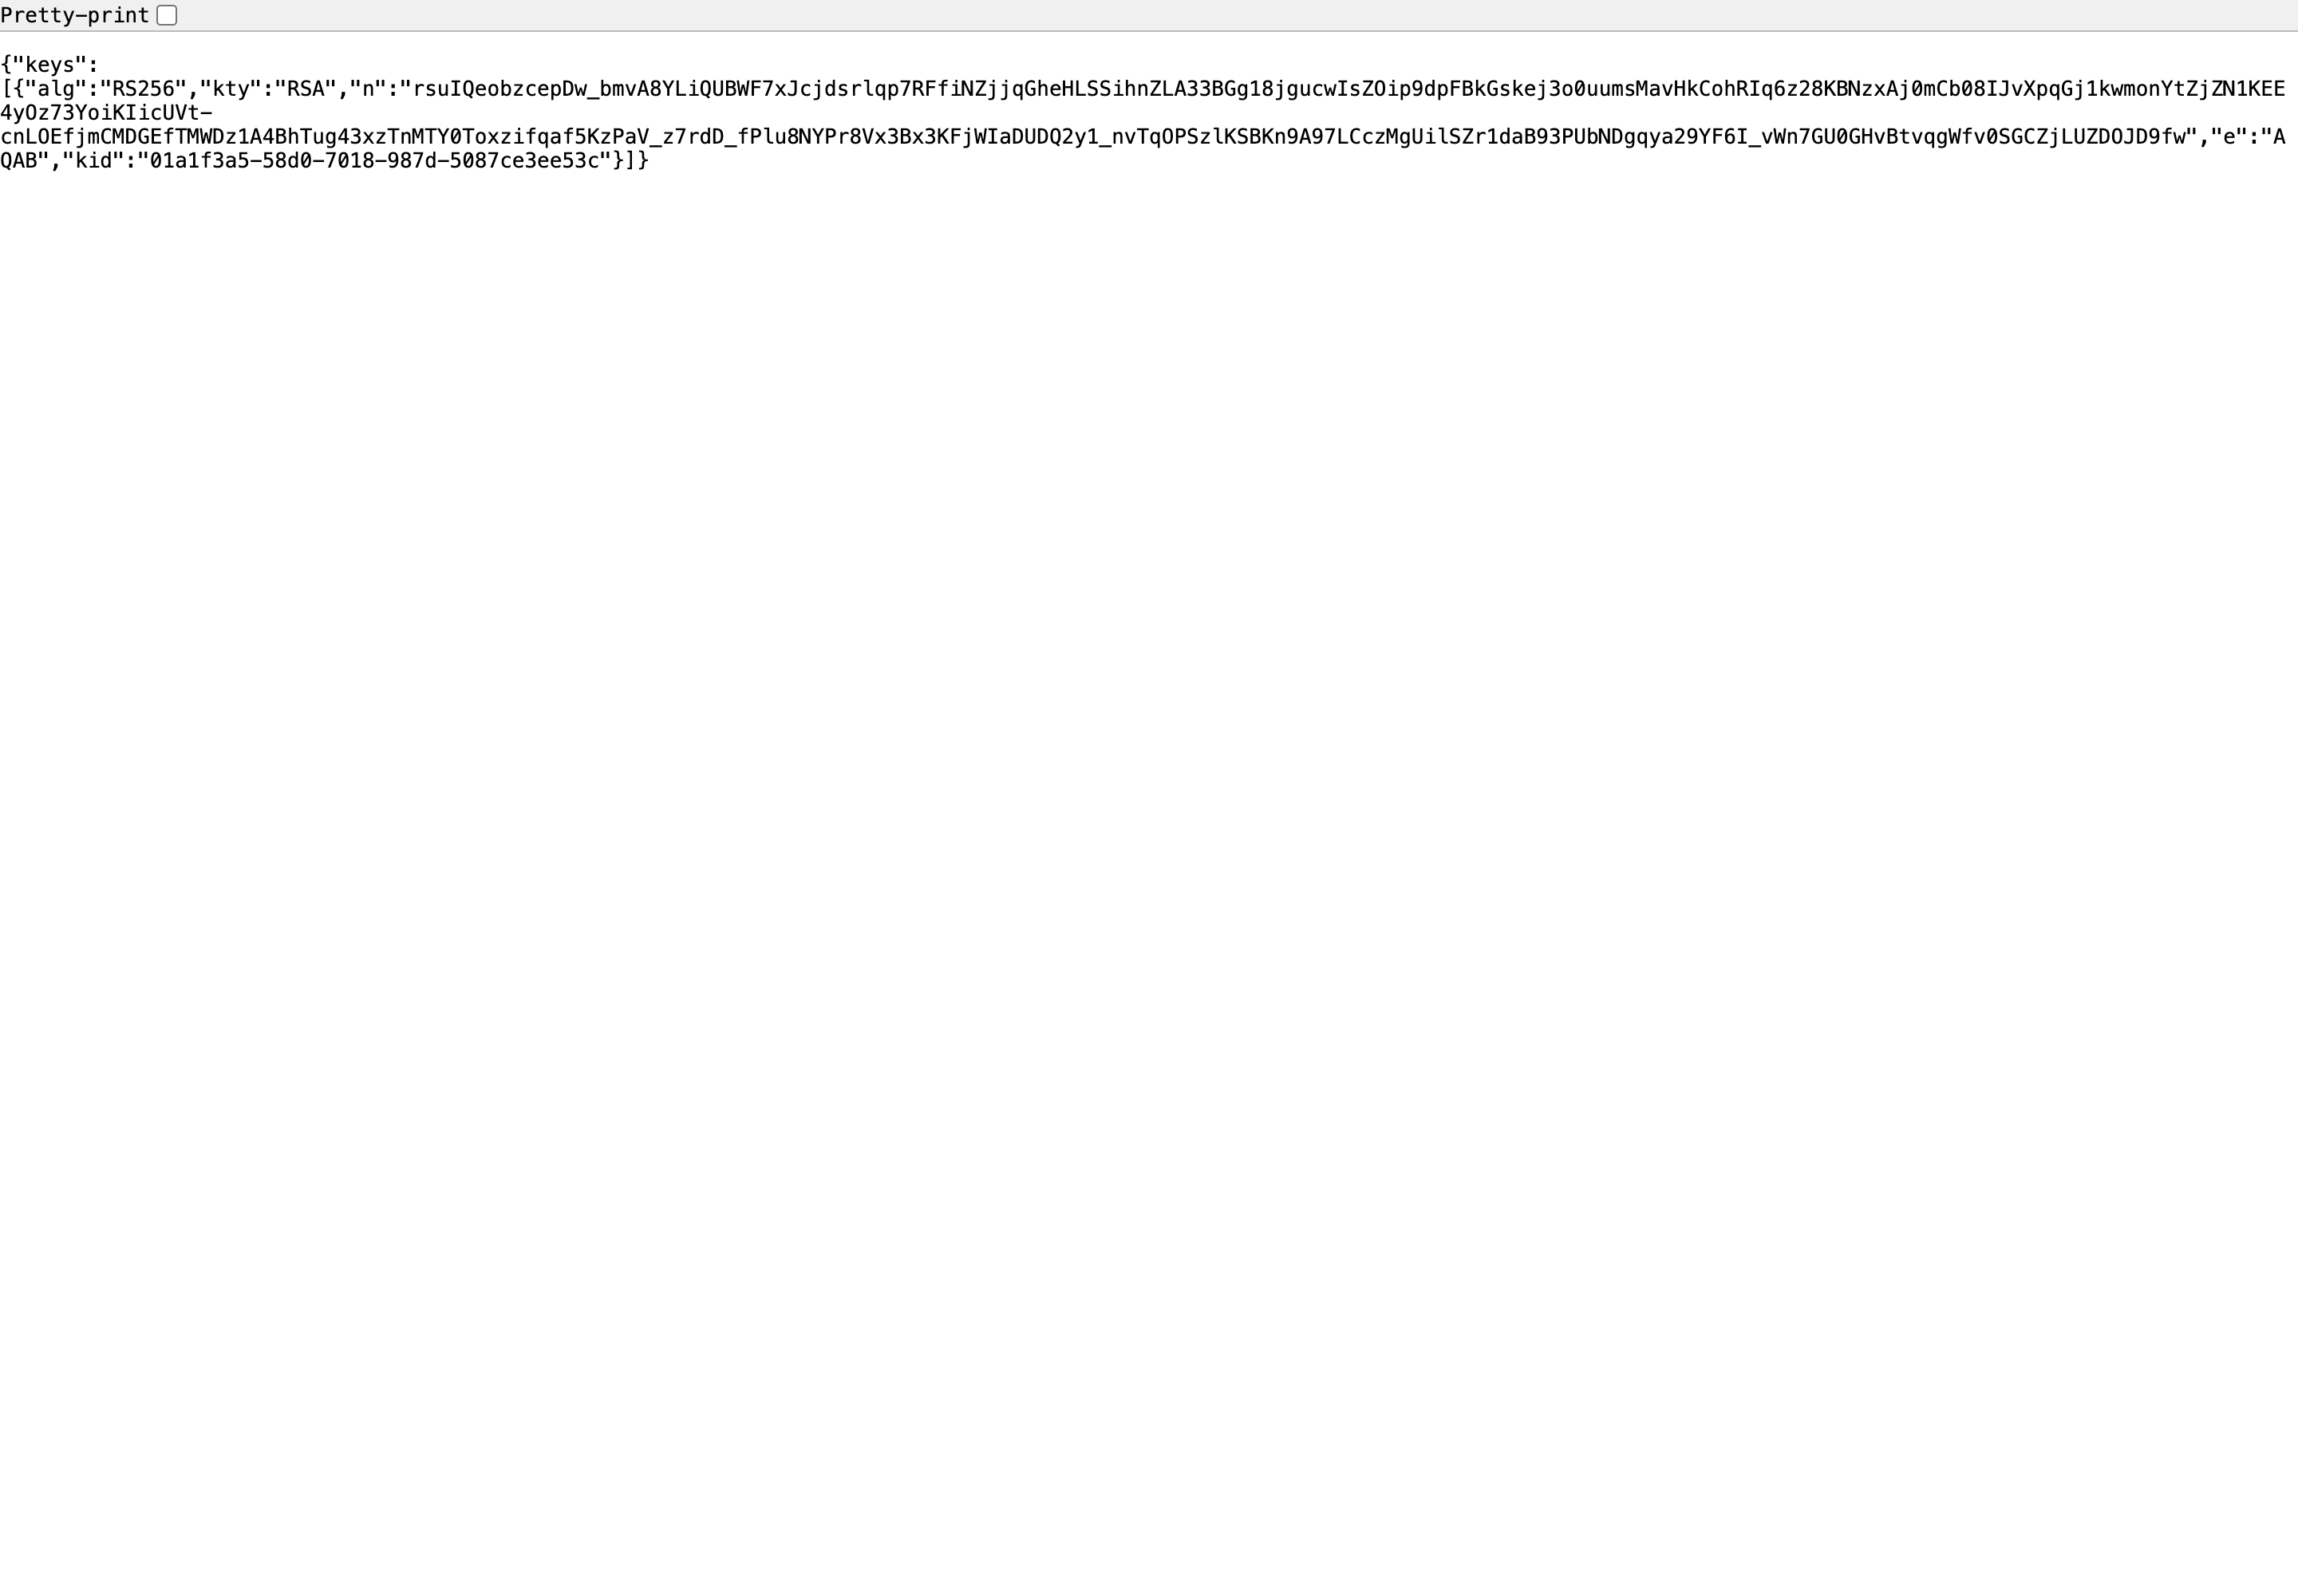 Pretty-print
{"keys":
[{"alg":"RS256","kty":"RSA","n":"rsuIQeobzcepDw_bmvA8YLiQUBWF7xJcjdsrlqp7RFfiNZjjqGheHLSSihnZLA33BGg18jgucwIsZOip9dpFBkGskej3o0uumsMavHkCohRIq6z28KBNzxAj0mCb08IJvXpqGj1kwmonYtZjZN1KEE
4yOz73YoiKIicUVt-
cnLOEfjmCMDGEfTMWDz1A4BhTug43xzTnMTY0Toxzifqaf5KzPaV_z7rdD_fPlu8NYPr8Vx3Bx3KFjWIaDUDQ2y1_nvTqOPSzlKSBKn9A97LCczMgUilSZr1daB93PUbNDgqya29YF6I_vWn7GU0GHvBtvqgWfv0SGCZjLUZDOJD9fw","e":"A
QAB","kid":"01a1f3a5-58d0-7018-987d-5087ce3ee53c"}]}